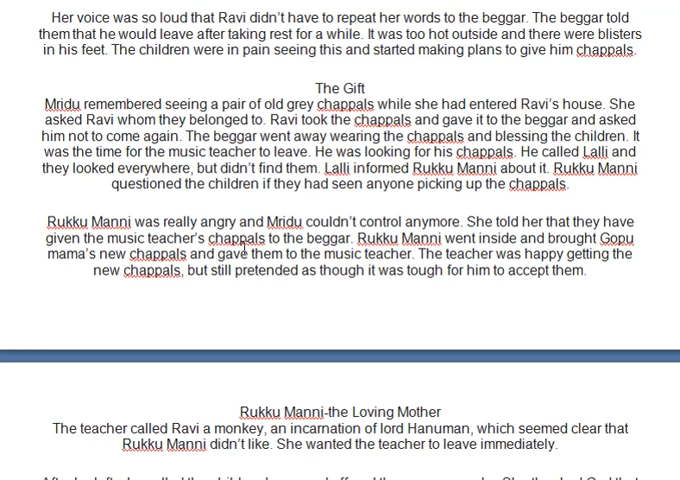 Her voice was so loud that Ravi didn't have to repeat her words to the beggar. The beggar told
them that he would leave after taking rest for a while. It was too hot outside and there were blisters
in his feet. The children were in pain seeing this and started making plans to give him chappals.
The Gift
Mridu remembered seeing a pair of old grey chappals while she had entered Ravi's house. She
asked Ravi whom they belonged to. Ravi took the chappals and gave it to the beggar and asked
him not to come again. The beggar went away wearing the chappals and blessing the children. It
was the time for the music teacher to leave. He was looking for his chappals. He called Lalli and
they looked everywhere, but didn't find them. Lalli informed Rukku Manni about it. Rukku Manni
questioned the children if they had seen anyone picking up the chappals.
Rukku Manni was really angry and Mridu couldn't control anymore. She told her that they have
given the music teacher's chappals to the beggar. Rukku Manni went inside and brought Gopu
mama's new chappals and gave them to the music teacher. The teacher was happy getting the
new chappals, but still pretended as though it was tough for him to accept them.
Rukku Manni-the Loving Mother
The teacher called Ravi a monkey, an incarnation of lord Hanuman, which seemed clear that
Rukku Manni didn't like. She wanted the teacher to leave immediately.